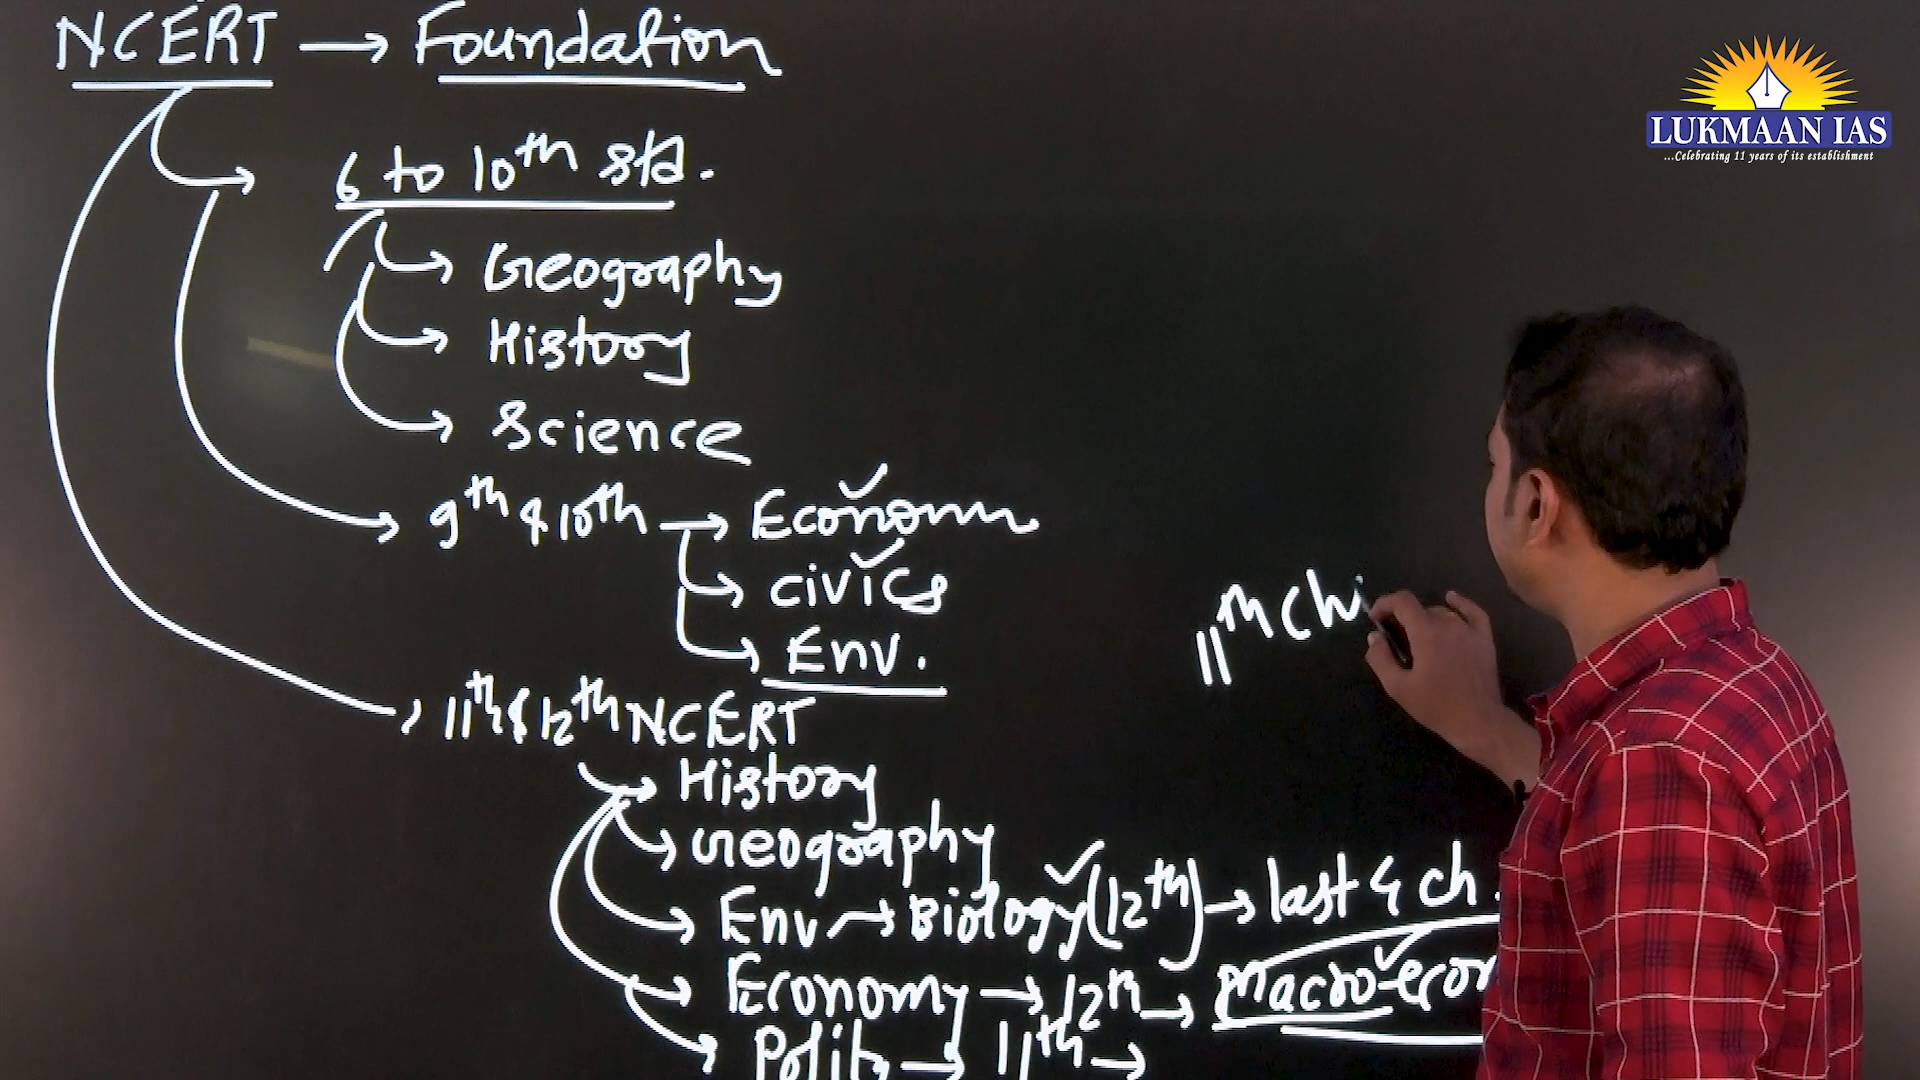 NCERT → Foundation
LUKMAAN IAS
...Celebrating 11 years of its establishment
6 to 10th std.
→ Geography
→ History
→ Science
→ 9th & 10th → Economy
→ civics
→ Env.
11th Chi
→ 11th & 12th NCERT
→ History
→ Geography
→ Env → Biology (12th) → last 4 ch.
→ Economy → 12th → Macro-econ
→ Polity → 11th →